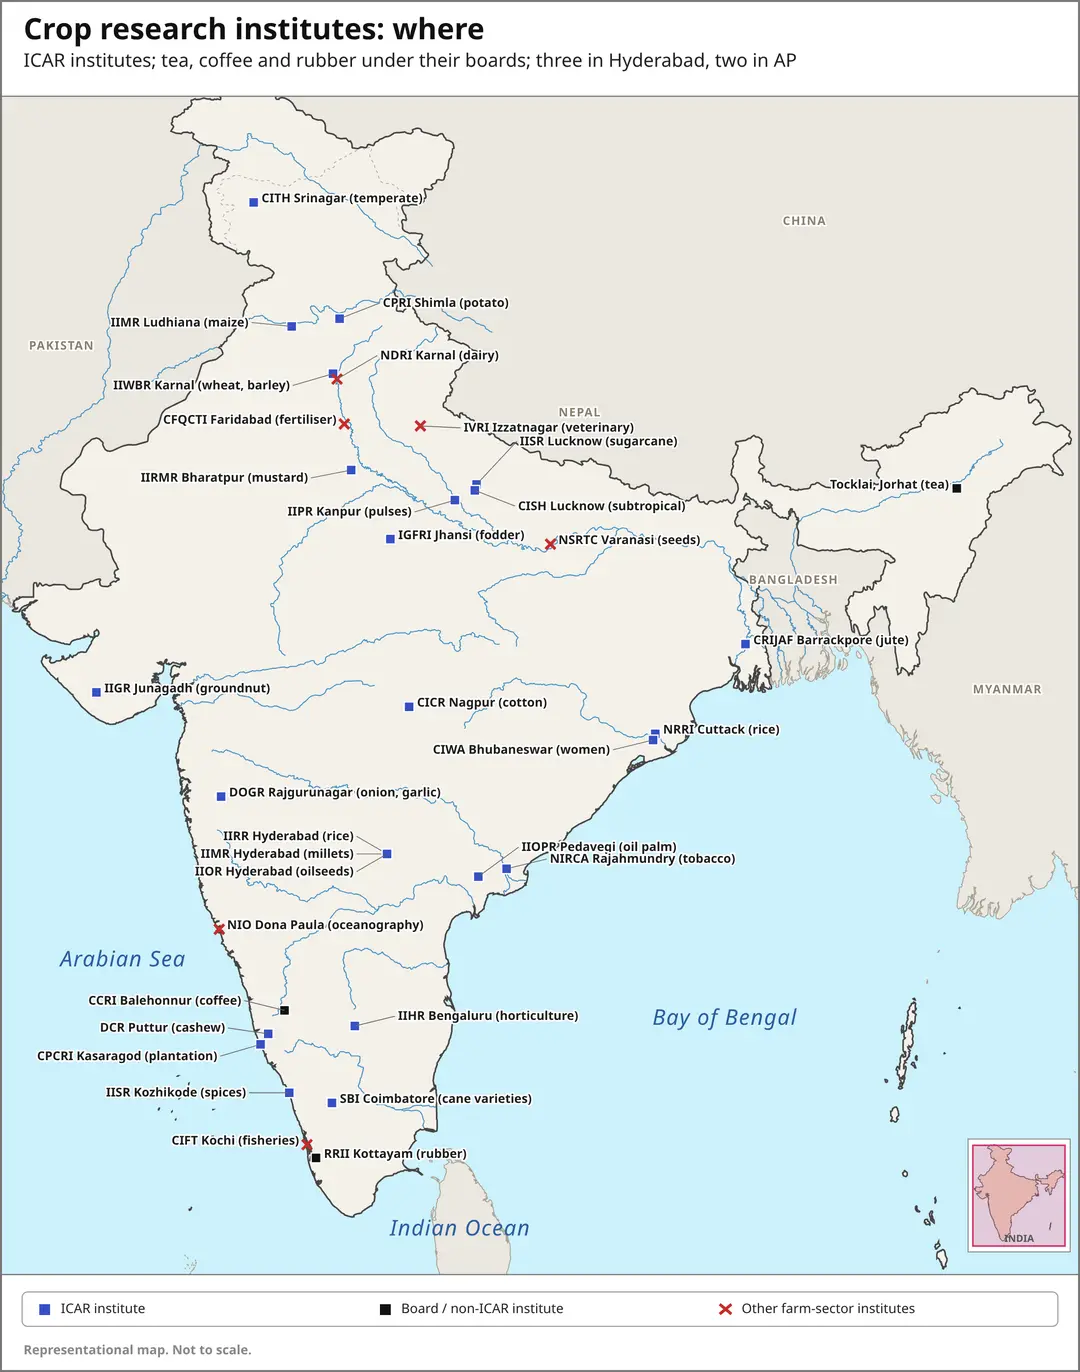 Crop research institutes: where
ICAR institutes; tea, coffee and rubber under their boards; three in Hyderabad, two in AP
CITH Srinagar (temperate)
CHINA
CPRI Shimla (potato)
IIMR Ludhiana (maize)
PAKISTAN
NDRI Karnal (dairy)
IIWBR Karnal (wheat, barley)
NEPAL
CFQCTI Faridabad (fertiliser)
IVRI Izzatnagar (veterinary)
IISR Lucknow (sugarcane)
IIRMR Bharatpur (mustard)
Tocklai, Jorhat (tea)
CISH Lucknow (subtropical)
IIPR Kanpur (pulses)
IGFRI Jhansi (fodder)
NSRTC Varanasi (seeds)
BANGLADESH
CRIJAF Barrackpore (jute)
IIGR Junagadh (groundnut)
MYANMAR
CICR Nagpur (cotton)
NRRI Cuttack (rice)
CIWA Bhubaneswar (women)
DOGR Rajgurunagar (onion, garlic)
IIRR Hyderabad (rice)
IIMR Hyderabad (millets)
IIOR Hyderabad (oilseeds)
IIOPR Pedavegi (oil palm)
NIRCA Rajahmundry (tobacco)
NIO Dona Paula (oceanography)
Arabian Sea
CCRI Balehonnur (coffee)
IIHR Bengaluru (horticulture)
Bay of Bengal
DCR Puttur (cashew)
CPCRI Kasaragod (plantation)
IISR Kozhikode (spices)
SBI Coimbatore (cane varieties)
CIFT Kochi (fisheries)
RRII Kottayam (rubber)
Indian Ocean
INDIA
ICAR institute
Board / non-ICAR institute
Other farm-sector institutes
Representational map. Not to scale.